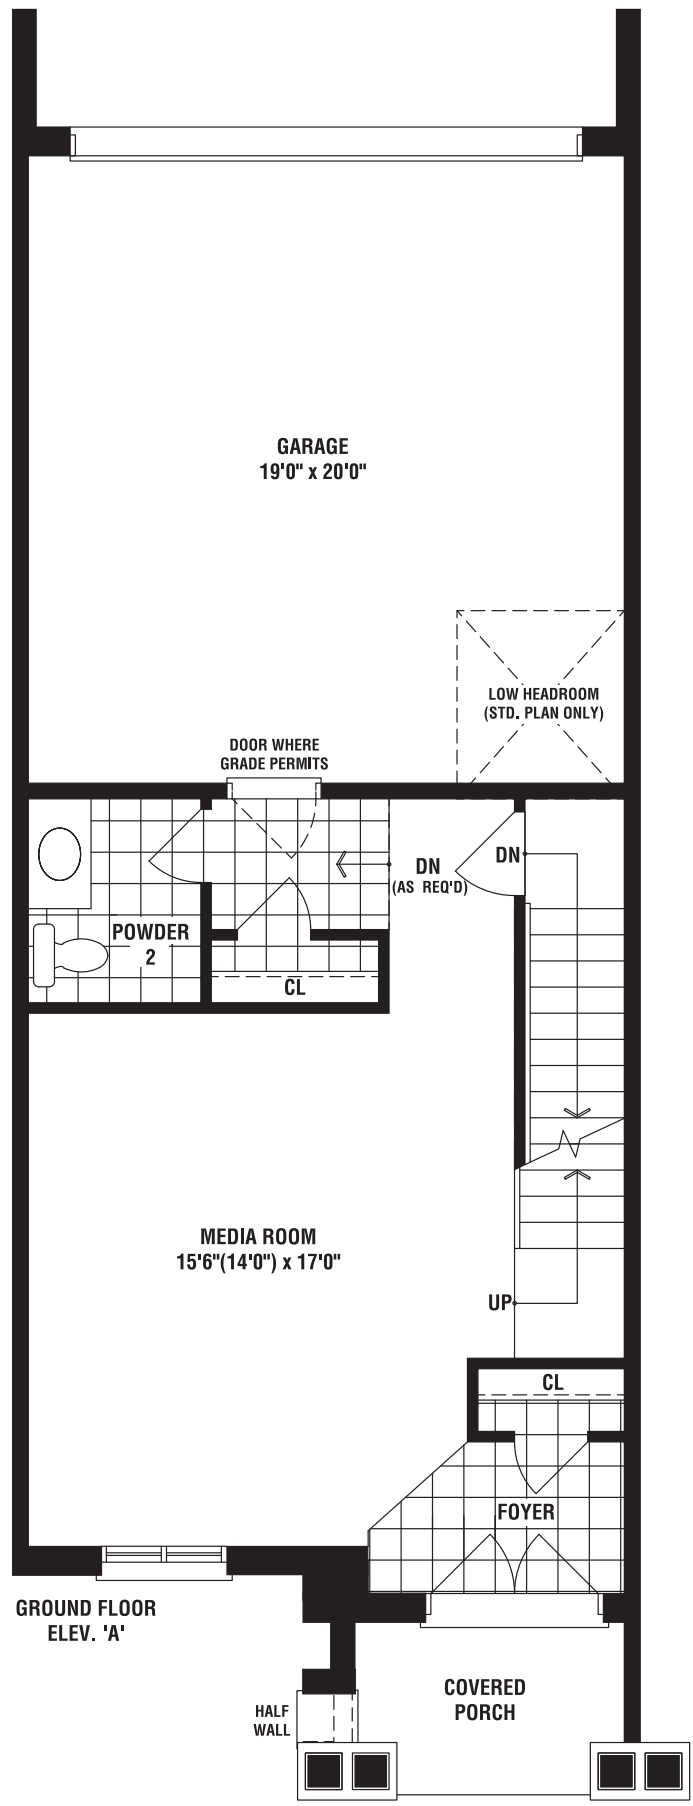 GARAGE
19'0" x 20'0"
LOW HEADROOM
(STD. PLAN ONLY)
DOOR WHERE
GRADE PERMITS
DN
(AS REQ'D)
DN
POWDER
2
CL
MEDIA ROOM
15'6"(14'0") x 17'0"
UP
CL
FOYER
GROUND FLOOR
ELEV. 'A'
COVERED
PORCH
HALF
WALL